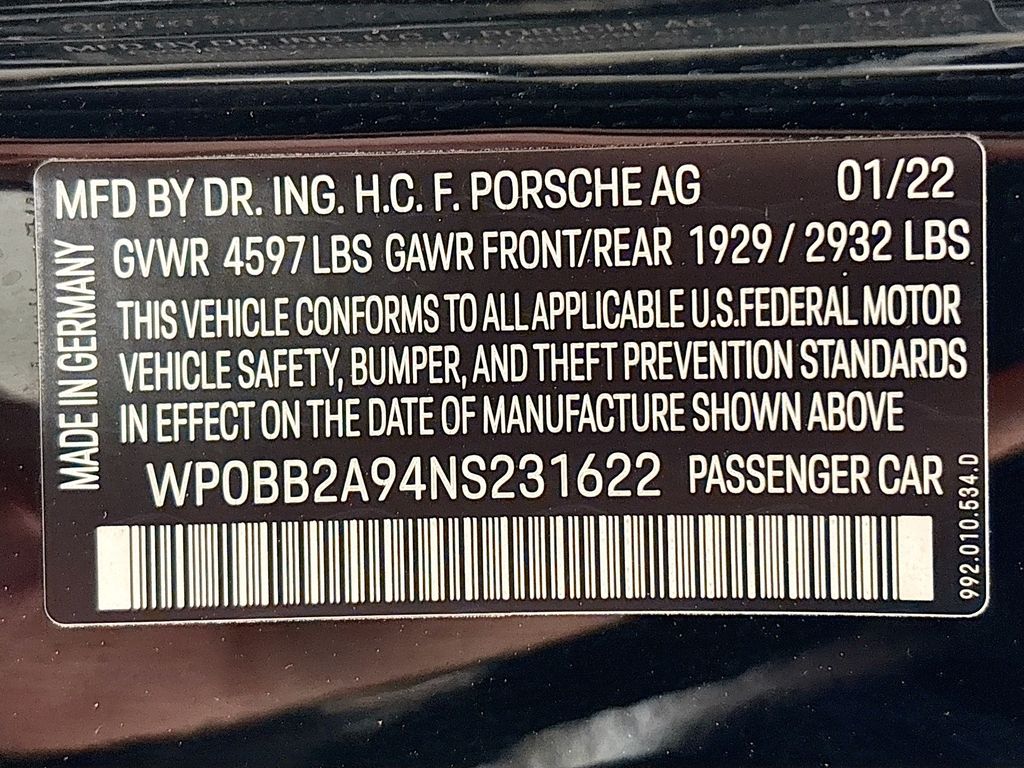 MFD BY DR. ING. H.C. F. PORSCHE AG 01/22
GVWR 4597 LBS GAWR FRONT/REAR 1929 / 2932 LBS
THIS VEHICLE CONFORMS TO ALL APPLICABLE U.S.FEDERAL MOTOR
VEHICLE SAFETY, BUMPER, AND THEFT PREVENTION STANDARDS
IN EFFECT ON THE DATE OF MANUFACTURE SHOWN ABOVE
WP0BB2A94NS231622 PASSENGER CAR
MADE IN GERMANY
992.010.534.0